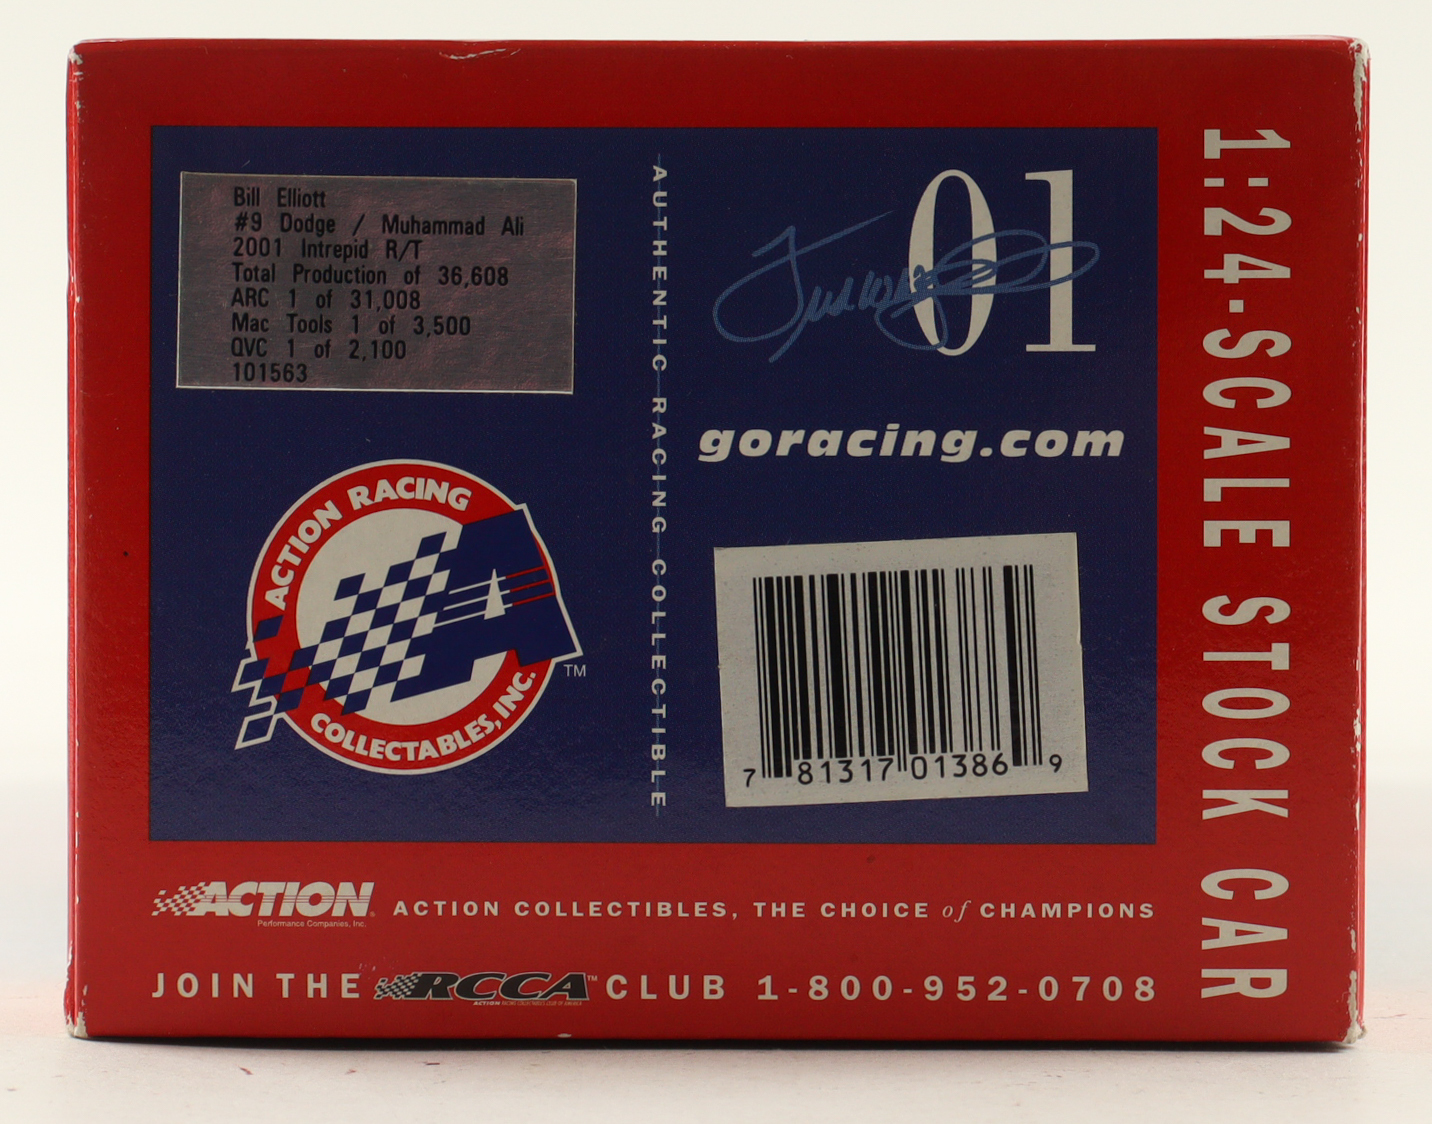 Bill Elliott
#9 Dodge / Muhammad Ali
2001 Intrepid R/T
Total Production of 36,608
ARC 1 of 31,008
Mac Tools 1 of 3,500
QVC 1 of 2,100
101563
ACTION RACING
COLLECTABLES, INC.
TM
AUTHENTIC RACING COLLECTIBLE
01
goracing.com
7 81317 01386 9
1:24-SCALE STOCK CAR
ACTION
Performance Companies, Inc.
ACTION COLLECTIBLES, THE CHOICE of CHAMPIONS
JOIN THE RCCA™ CLUB 1-800-952-0708